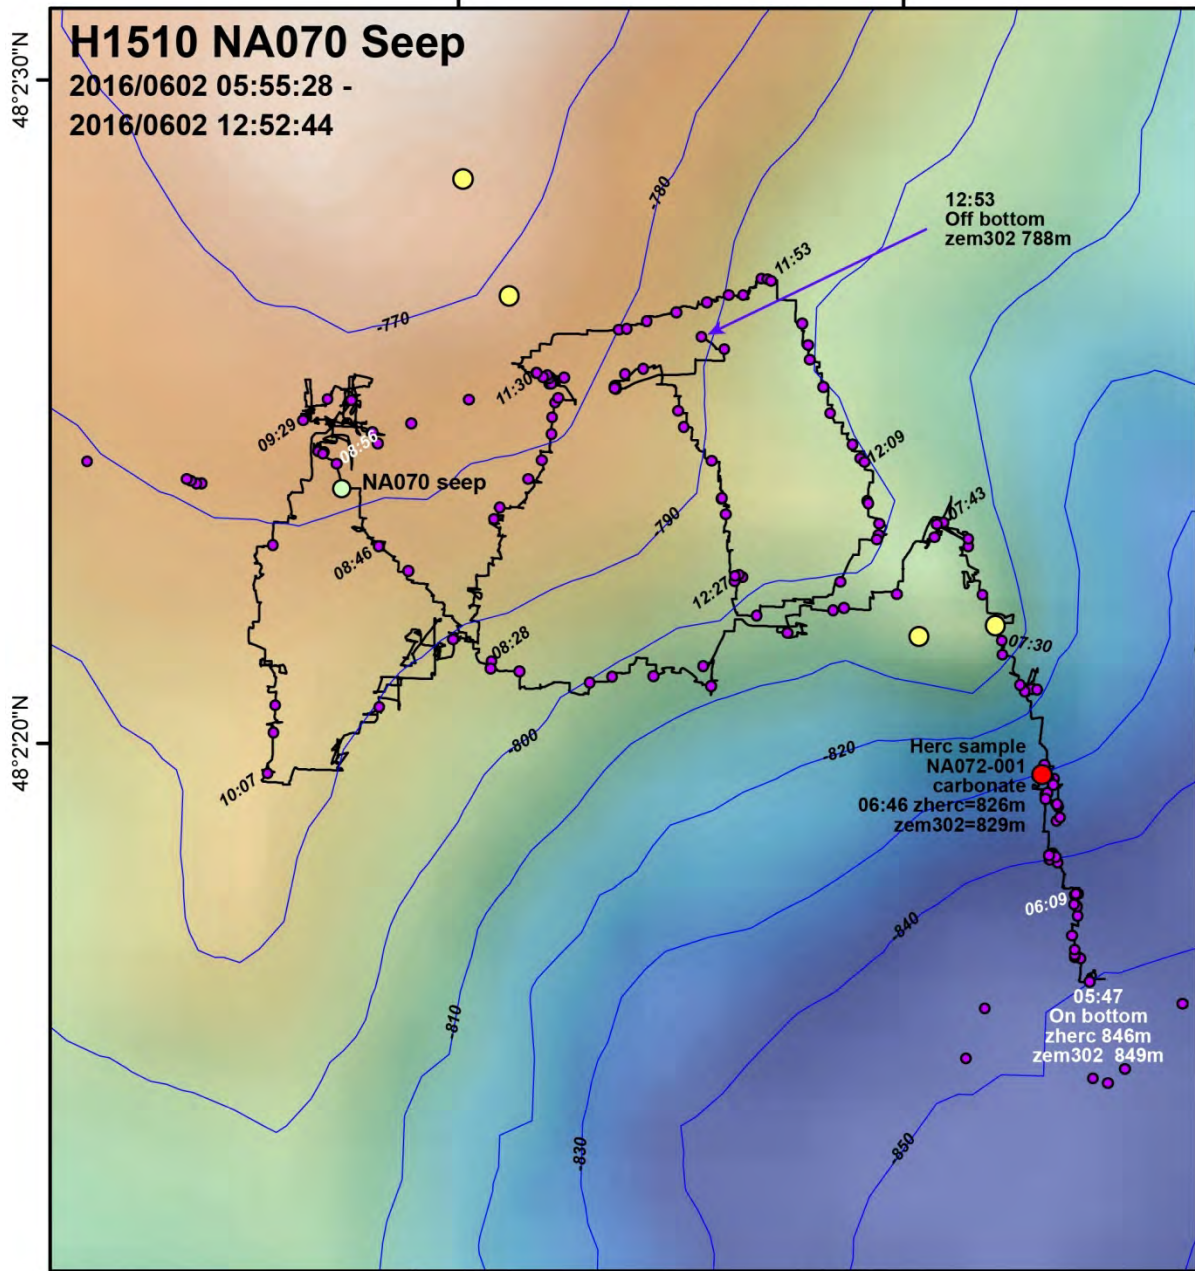 H1510 NA070 Seep
2016/0602 05:55:28 -
2016/0602 12:52:44
48°2'30"N
-780
12:53
Off bottom
zem302 788m
11:53
-770
11:30
09:29
08:56
12:09
NA070 seep
07:43
-790
08:46
12:27
08:28
07:30
-800
48°2'20"N
-820
Herc sample
NA072-001
carbonate
06:46 zherc=826m
zem302=829m
10:07
06:09
-840
05:47
On bottom
zherc 846m
zem302 849m
-810
-830
-850